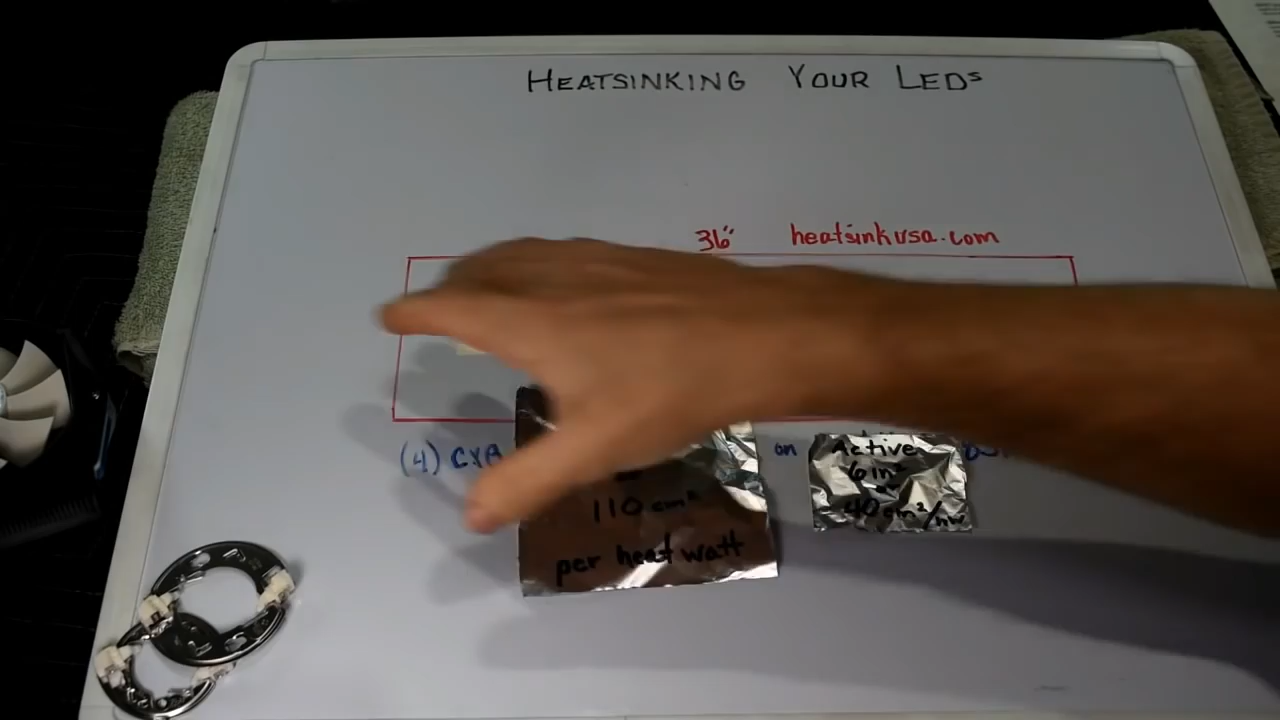 HEATSINKING YOUR LEDs
36" heatsinkusa.com
(4) CXA
on
Active
6 in²
40 cm²/hw
110 cm²
per heat watt